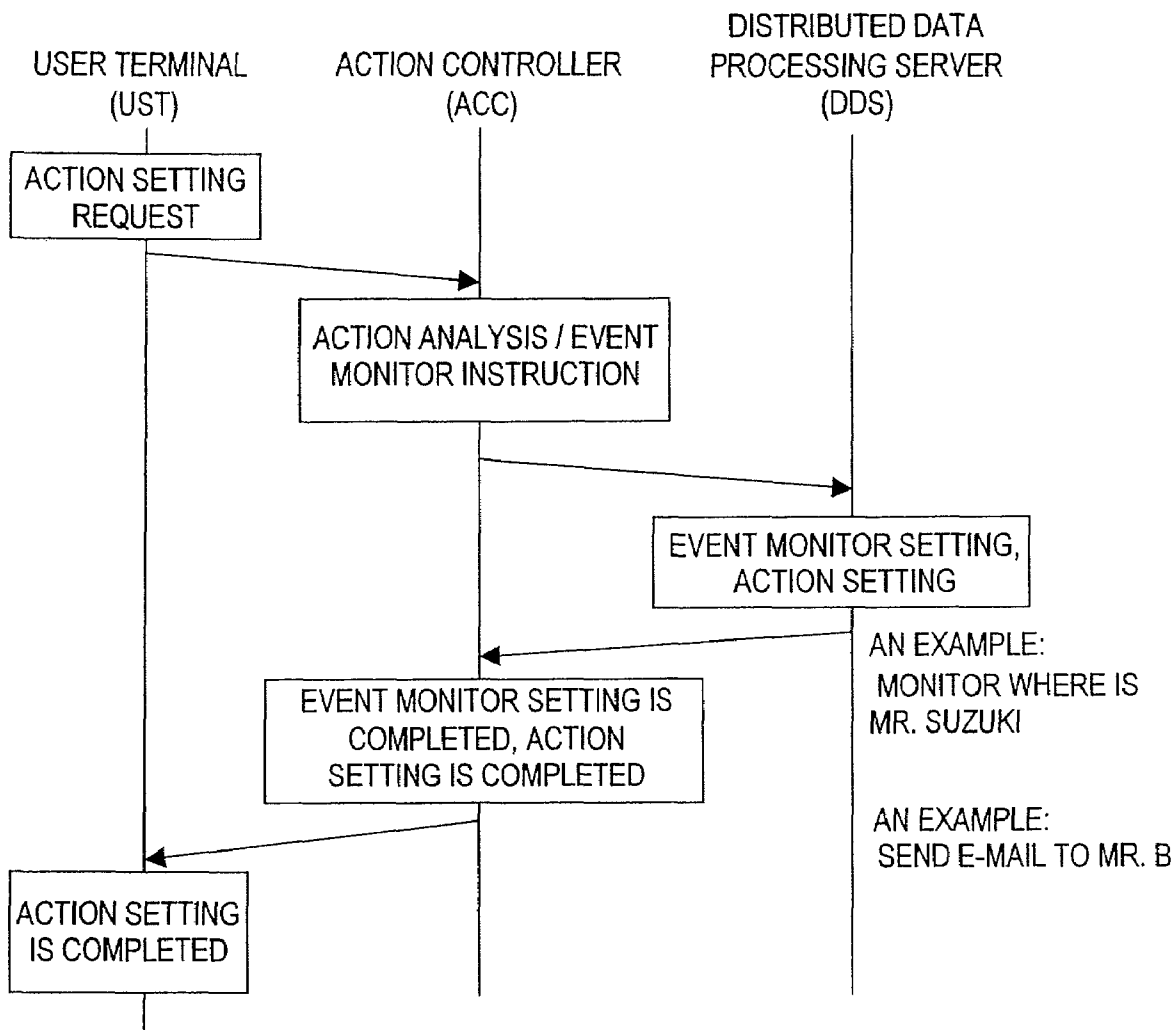 USER TERMINAL
(UST)
ACTION CONTROLLER
(ACC)
DISTRIBUTED DATA
PROCESSING SERVER
(DDS)
ACTION SETTING
REQUEST
ACTION ANALYSIS / EVENT
MONITOR INSTRUCTION
EVENT MONITOR SETTING,
ACTION SETTING
AN EXAMPLE:
MONITOR WHERE IS
MR. SUZUKI
EVENT MONITOR SETTING IS
COMPLETED, ACTION
SETTING IS COMPLETED
AN EXAMPLE:
SEND E-MAIL TO MR. B
ACTION SETTING
IS COMPLETED